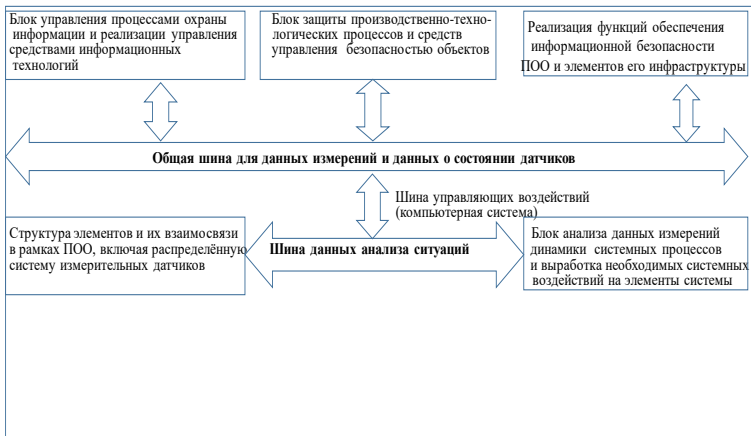 Блок управления процессами охраны
информации и реализации управления
средствами информационных
технологий
Блок защиты производственно-техно-
логических процессов и средств
управления безопасностью объектов
Реализация функций обеспечения
информационной безопасности
ПОО и элементов его инфраструктуры
Общая шина для данных измерений и данных о состоянии датчиков
Шина управляющих воздействий
(компьютерная система)
Структура элементов и их взаимосвязи
в рамках ПОО, включая распределённую
систему измерительных датчиков
Шина данных анализа ситуаций
Блок анализа данных измерений
динамики системных процессов
и выработка необходимых системных
воздействий на элементы системы